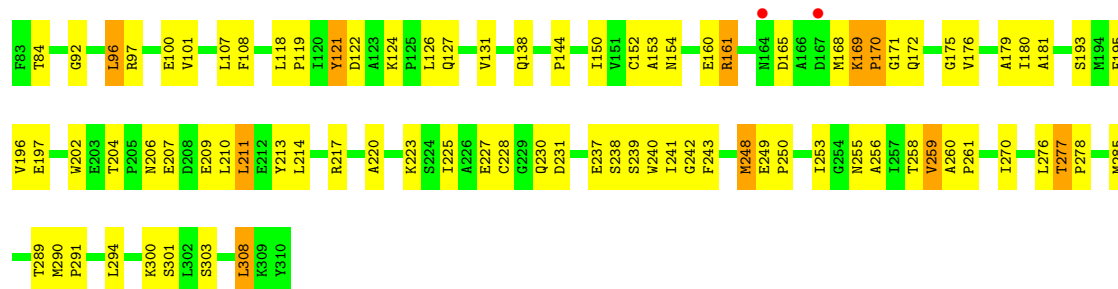 F83 T84 G92 L96 R97 E100 V101 L107 F108 L118 P119 I120 Y121 D122 A123 K124 P125 L126 Q127 V131 Q138 P144 I150 V151 C152 A153 N154 E160 R161 N164 D165 A166 D167 M168 K169 P170 G171 Q172 G175 V176 A179 I180 A181 S193 M194
V196 E197 W202 E203 T204 P205 N206 E207 D208 E209 L210 L211 E212 Y213 L214 R217 A220 K223 S224 I225 A226 E227 C228 G229 Q230 D231 E237 S238 S239 W240 I241 G242 F243 M248 E249 P250 I253 G254 N255 A256 I257 T258 V259 A260 P261 I270 L276 T277 P278
T289 M290 P291 L294 K300 S301 L302 S303 L308 K309 Y310